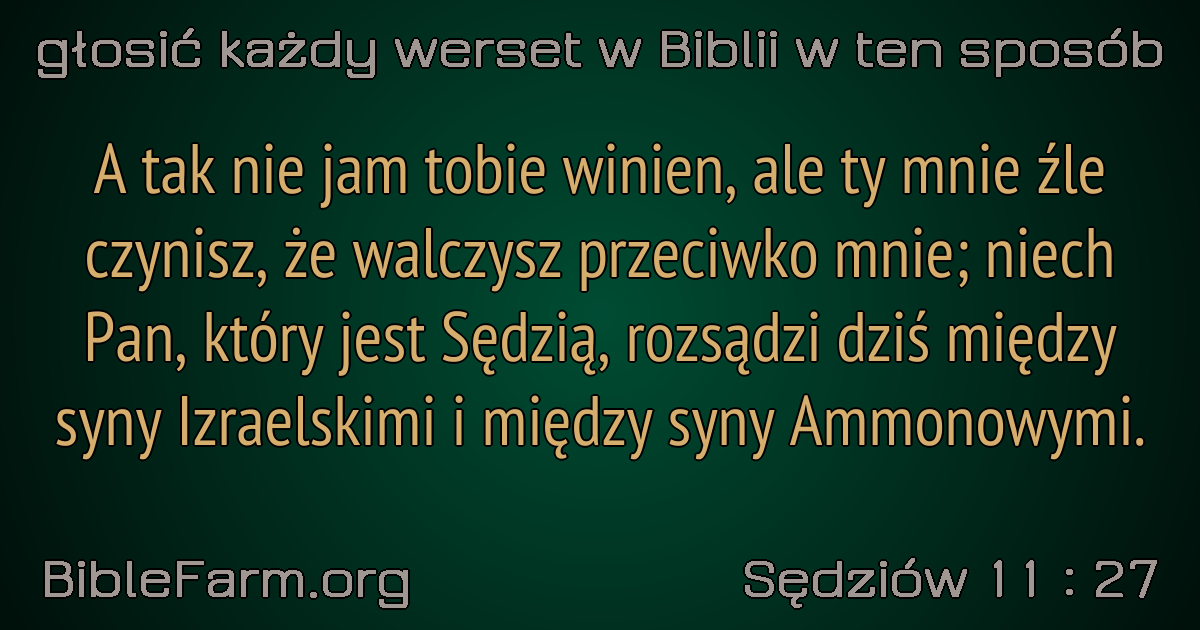 głosić każdy werset w Biblii w ten sposób
A tak nie jam tobie winien, ale ty mnie źle
czynisz, że walczysz przeciwko mnie; niech
Pan, który jest Sędzią, rozsądzi dziś między
syny Izraelskimi i między syny Ammonowymi.
BibleFarm.org
Sędziów 11 : 27